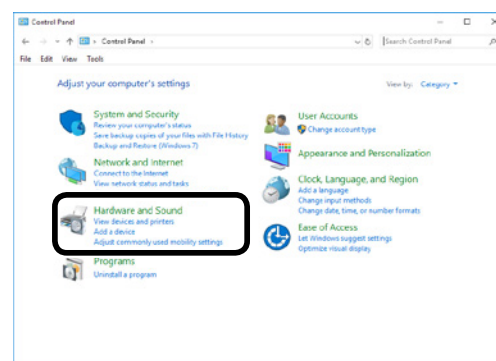 Control Panel
Control Panel
Search Control Panel
File Edit View Tools
Adjust your computer's settings
View by: Category
System and Security
Review your computer's status
Save backup copies of your files with File History
Backup and Restore (Windows 7)
Network and Internet
Connect to the Internet
View network status and tasks
Hardware and Sound
View devices and printers
Add a device
Adjust commonly used mobility settings
Programs
Uninstall a program
User Accounts
Change account type
Appearance and Personalization
Clock, Language, and Region
Add a language
Change input methods
Change date, time, or number formats
Ease of Access
Let Windows suggest settings
Optimize visual display